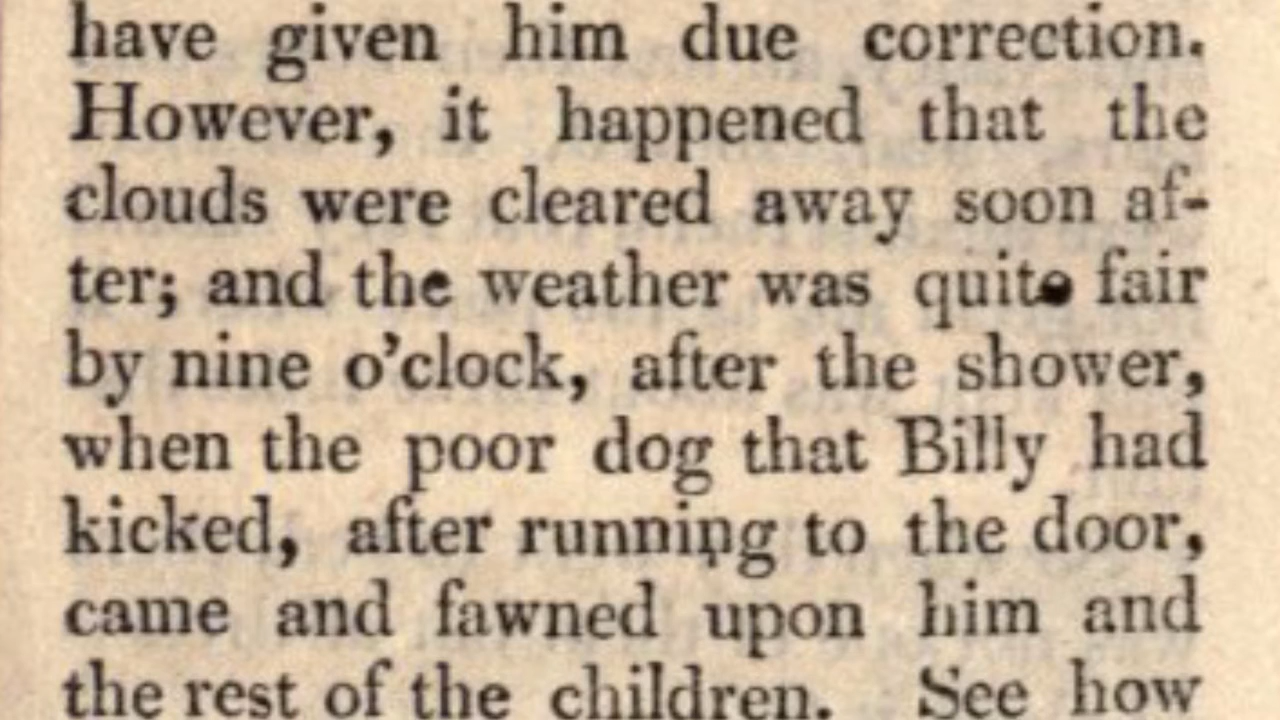 have given him due correction.
However, it happened that the
clouds were cleared away soon af-
ter; and the weather was quite fair
by nine o'clock, after the shower,
when the poor dog that Billy had
kicked, after running to the door,
came and fawned upon him and
the rest of the children. See how